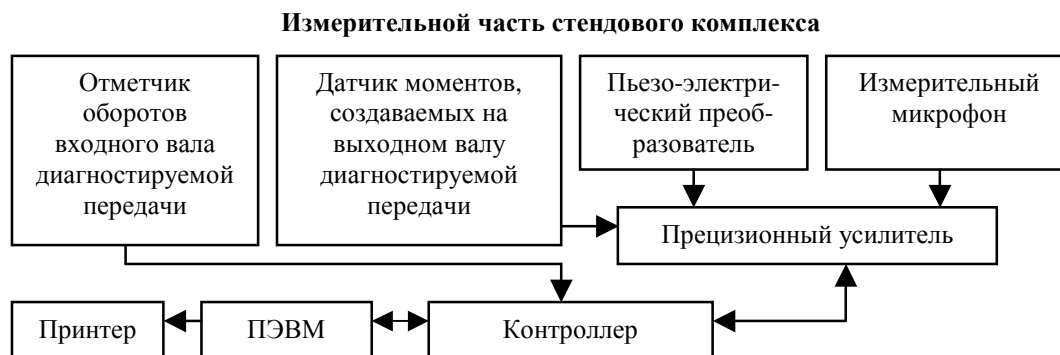 Измерительной часть стендового комплекса
Отметчик
оборотов
входного вала
диагностируемой
передачи
Датчик моментов,
создаваемых на
выходном валу
диагностируемой
передачи
Пьезо-электри-
ческий преоб-
разователь
Измерительный
микрофон
Прецизионный усилитель
Принтер
ПЭВМ
Контроллер